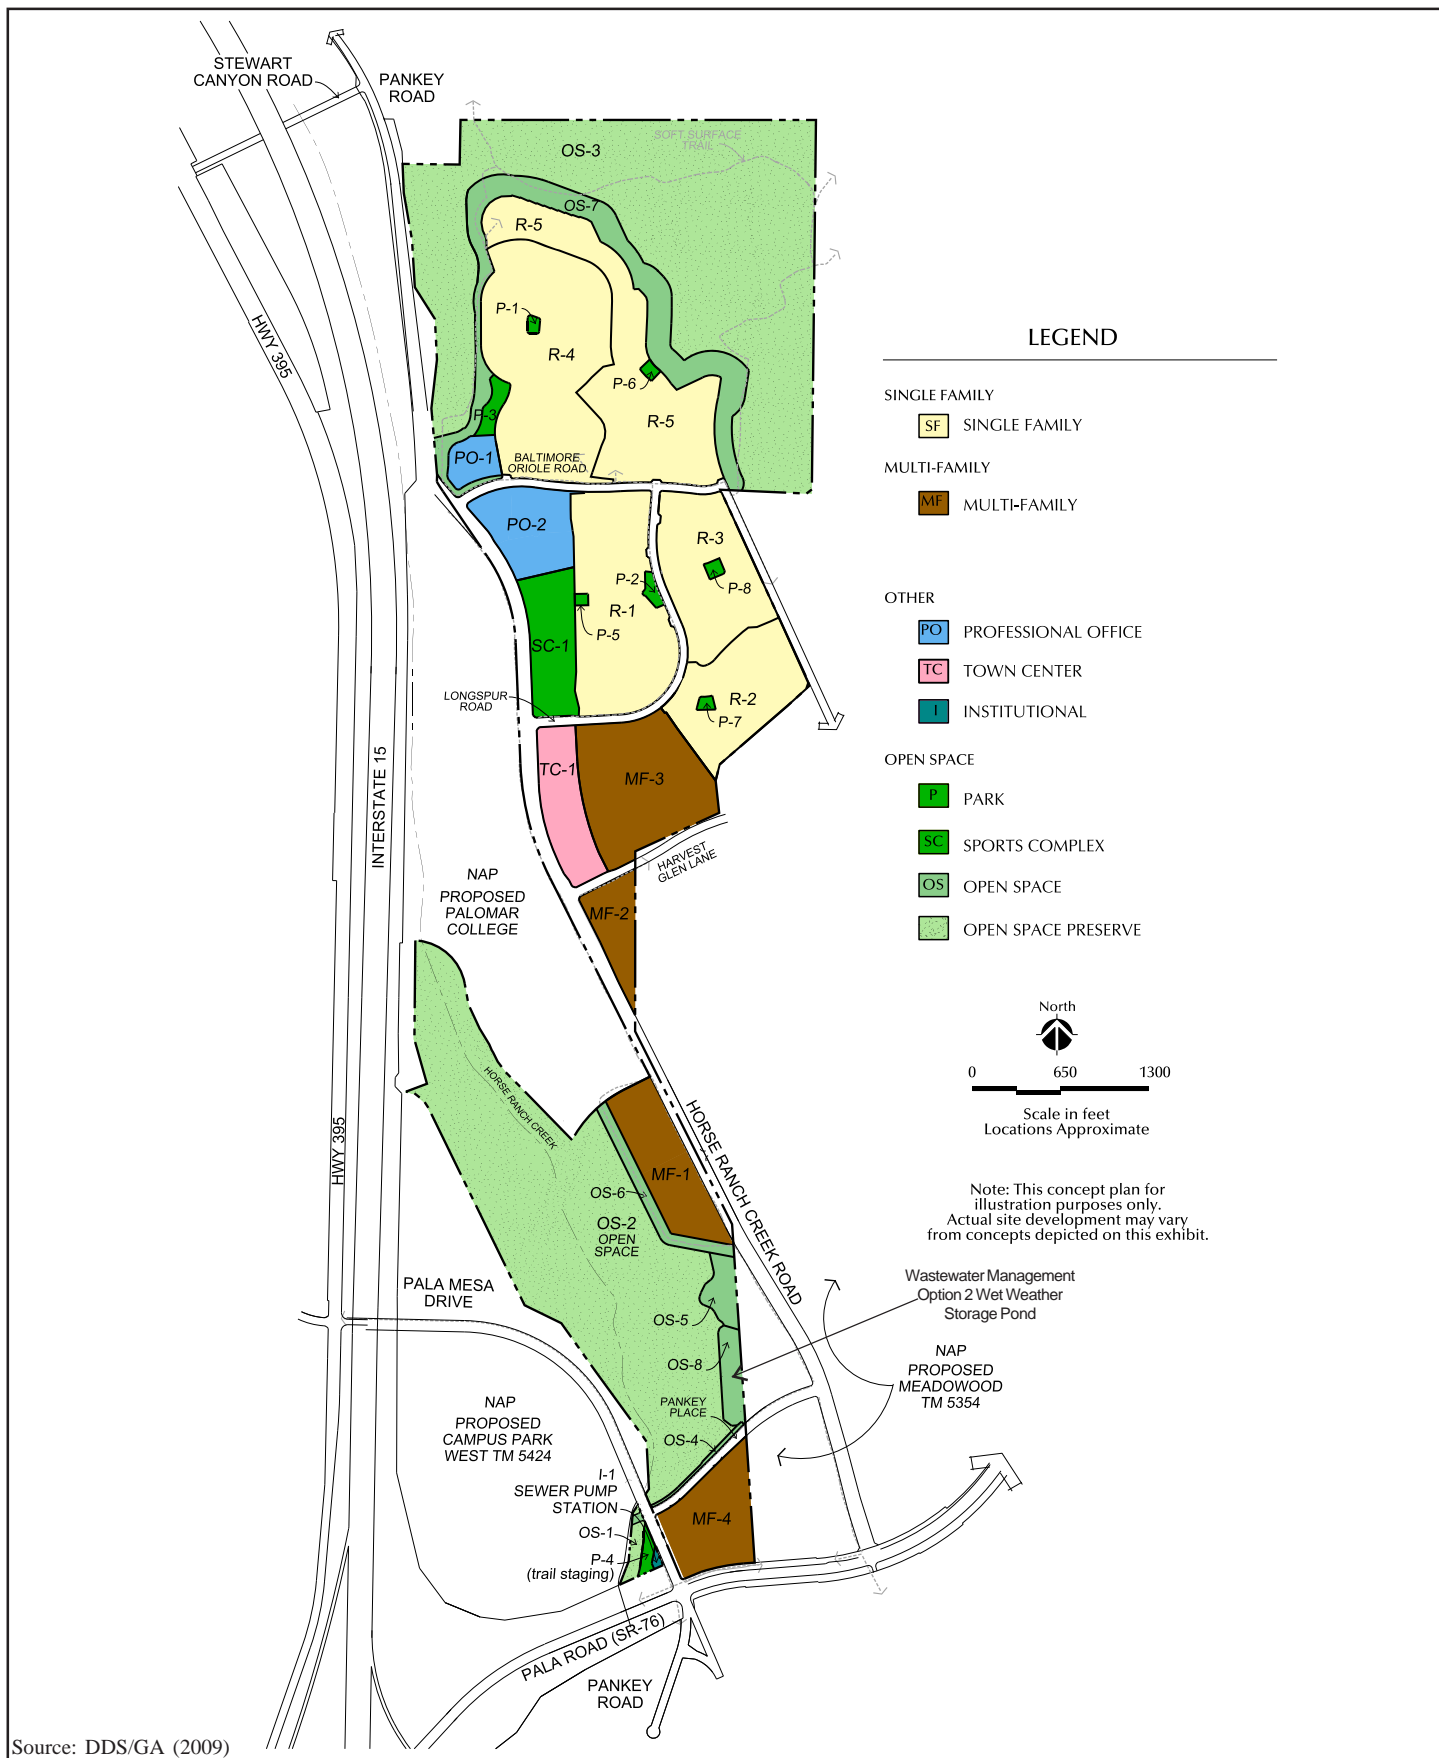 STEWART
CANYON ROAD
PANKEY
ROAD
SOFT SURFACE
TRAIL
OS-3
OS-7
R-5
P-1
R-4
P-6
HWY 395
R-5
P-3
PO-1
BALTIMORE
ORIOLE ROAD
PO-2
R-3
P-2
P-8
R-1
P-5
SC-1
LONGSPUR
ROAD
R-2
P-7
TC-1
MF-3
INTERSTATE 15
HARVEST
GLEN LANE
NAP
PROPOSED
PALOMAR
COLLEGE
MF-2
HORSE RANCH CREEK
HORSE RANCH CREEK ROAD
HWY 395
MF-1
OS-6
OS-2
OPEN
SPACE
PALA MESA
DRIVE
OS-5
OS-8
PANKEY
PLACE
OS-4
NAP
PROPOSED
CAMPUS PARK
WEST TM 5424
I-1
SEWER PUMP
STATION
OS-1
P-4
(trail staging)
MF-4
PALA ROAD (SR-76)
PANKEY
ROAD
LEGEND
SINGLE FAMILY
SF SINGLE FAMILY
MULTI-FAMILY
MF MULTI-FAMILY
OTHER
PO PROFESSIONAL OFFICE
TC TOWN CENTER
I INSTITUTIONAL
OPEN SPACE
P PARK
SC SPORTS COMPLEX
OS OPEN SPACE
OPEN SPACE PRESERVE
North
0 650 1300
Scale in feet
Locations Approximate
Note: This concept plan for
illustration purposes only.
Actual site development may vary
from concepts depicted on this exhibit.
Wastewater Management
Option 2 Wet Weather
Storage Pond
NAP
PROPOSED
MEADOWOOD
TM 5354
Source: DDS/GA (2009)